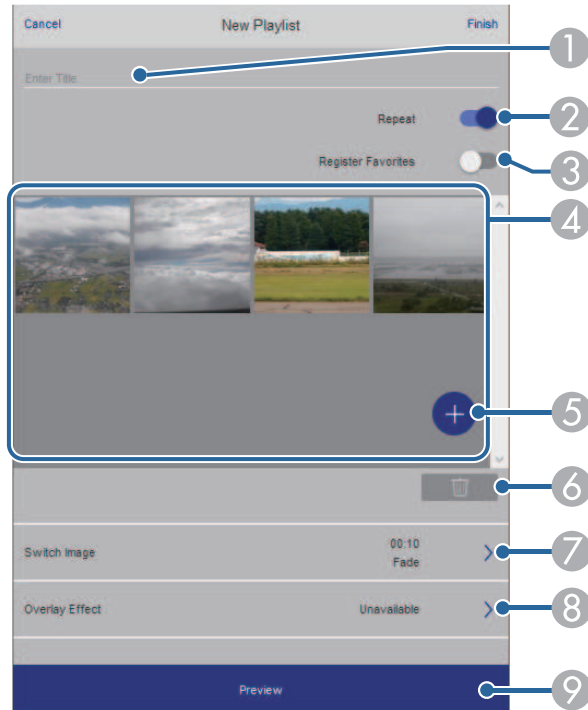 Cancel New Playlist Finish
Enter Title
1
Repeat
2
Register Favorites
3
4
5
6
Switch Image
00:10
Fade
7
Overlay Effect Unavailable
8
Preview
9